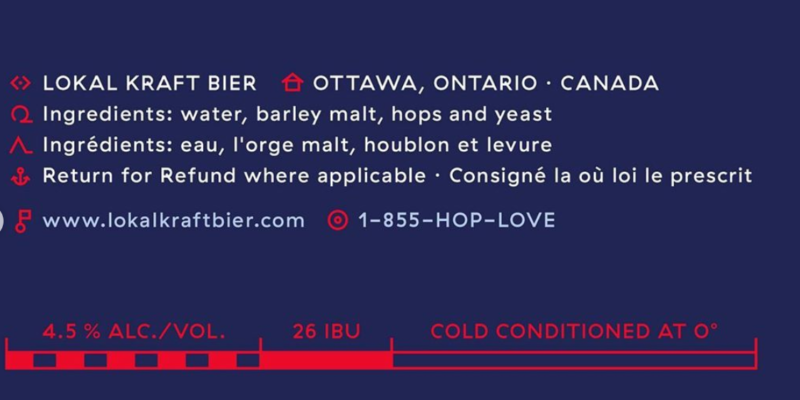 LOKAL KRAFT BIER OTTAWA, ONTARIO · CANADA
Ingredients: water, barley malt, hops and yeast
Ingrédients: eau, l'orge malt, houblon et levure
Return for Refund where applicable · Consigné la où loi le prescrit
www.lokalkraftbier.com 1-855-HOP-LOVE
4.5 % ALC./VOL. 26 IBU COLD CONDITIONED AT 0°